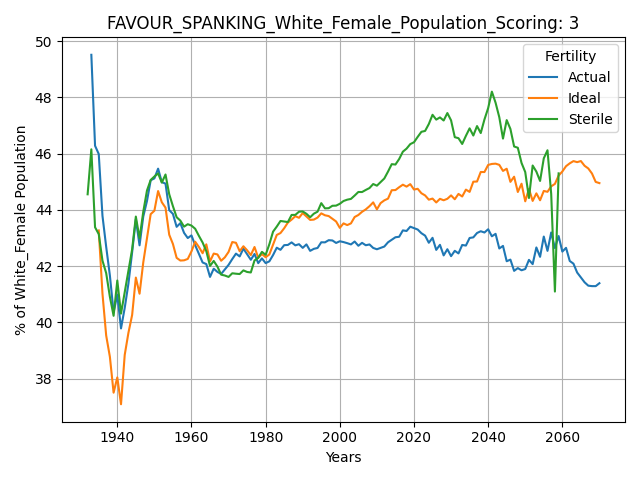 FAVOUR_SPANKING_White_Female_Population_Scoring: 3
Fertility
Actual
Ideal
Sterile
% of White_Female Population
50
48
46
44
42
40
38
1940 1960 1980 2000 2020 2040 2060
Years